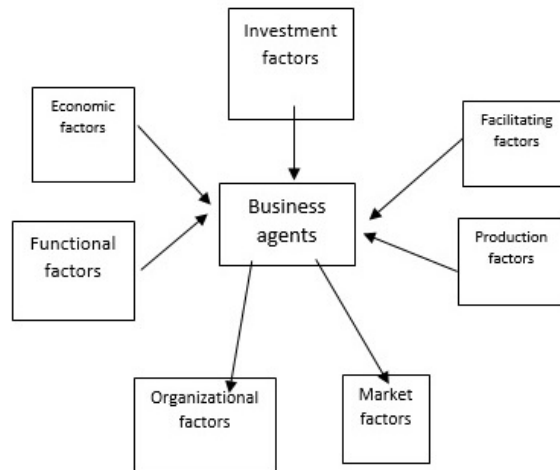 Investment
factors
Economic
factors
Facilitating
factors
Business
agents
Functional
factors
Production
factors
Organizational
factors
Market
factors